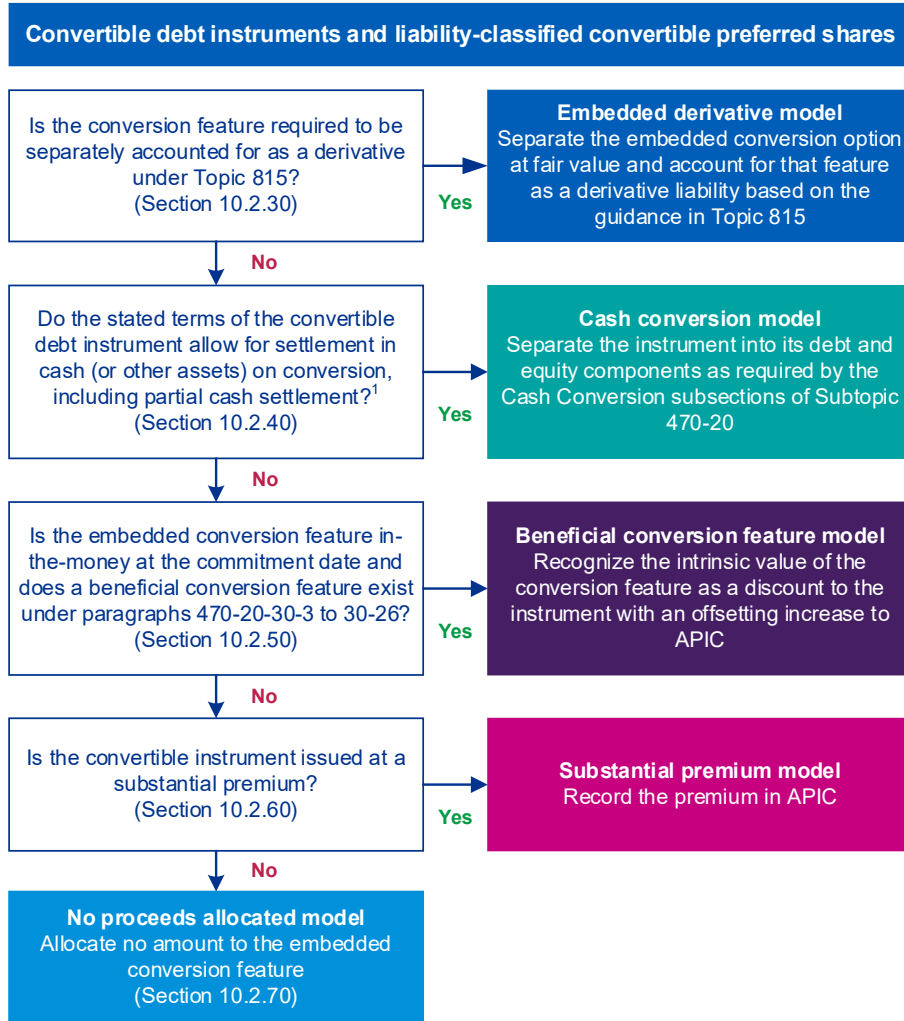 Convertible debt instruments and liability-classified convertible preferred shares
Is the conversion feature required to be
separately accounted for as a derivative
under Topic 815?
(Section 10.2.30)
Yes
Embedded derivative model
Separate the embedded conversion option
at fair value and account for that feature
as a derivative liability based on the
guidance in Topic 815
No
Do the stated terms of the convertible
debt instrument allow for settlement in
cash (or other assets) on conversion,
including partial cash settlement?¹
(Section 10.2.40)
Yes
Cash conversion model
Separate the instrument into its debt and
equity components as required by the
Cash Conversion subsections of Subtopic
470-20
No
Is the embedded conversion feature in-
the-money at the commitment date and
does a beneficial conversion feature exist
under paragraphs 470-20-30-3 to 30-26?
(Section 10.2.50)
Yes
Beneficial conversion feature model
Recognize the intrinsic value of the
conversion feature as a discount to the
instrument with an offsetting increase to
APIC
No
Is the convertible instrument issued at a
substantial premium?
(Section 10.2.60)
Yes
Substantial premium model
Record the premium in APIC
No
No proceeds allocated model
Allocate no amount to the embedded
conversion feature
(Section 10.2.70)